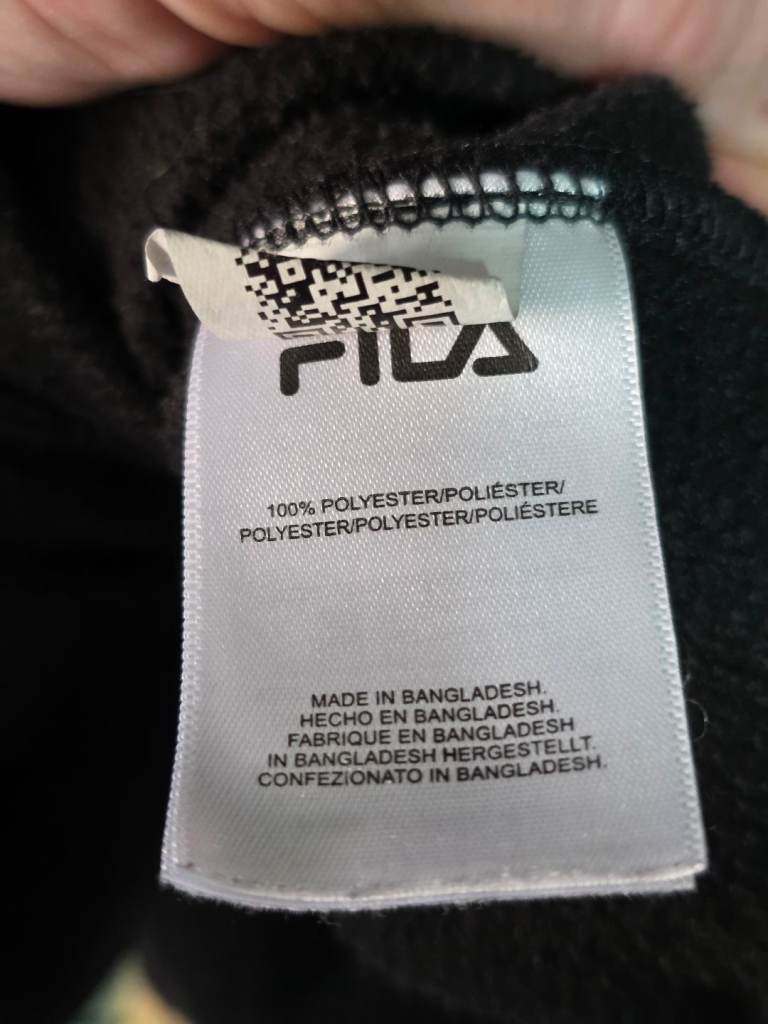 FILA
100% POLYESTER/POLIÉSTER/
POLYESTER/POLYESTER/POLIÉSTERE
MADE IN BANGLADESH.
HECHO EN BANGLADESH.
FABRIQUE EN BANGLADESH
IN BANGLADESH HERGESTELLT.
CONFEZIONATO IN BANGLADESH.